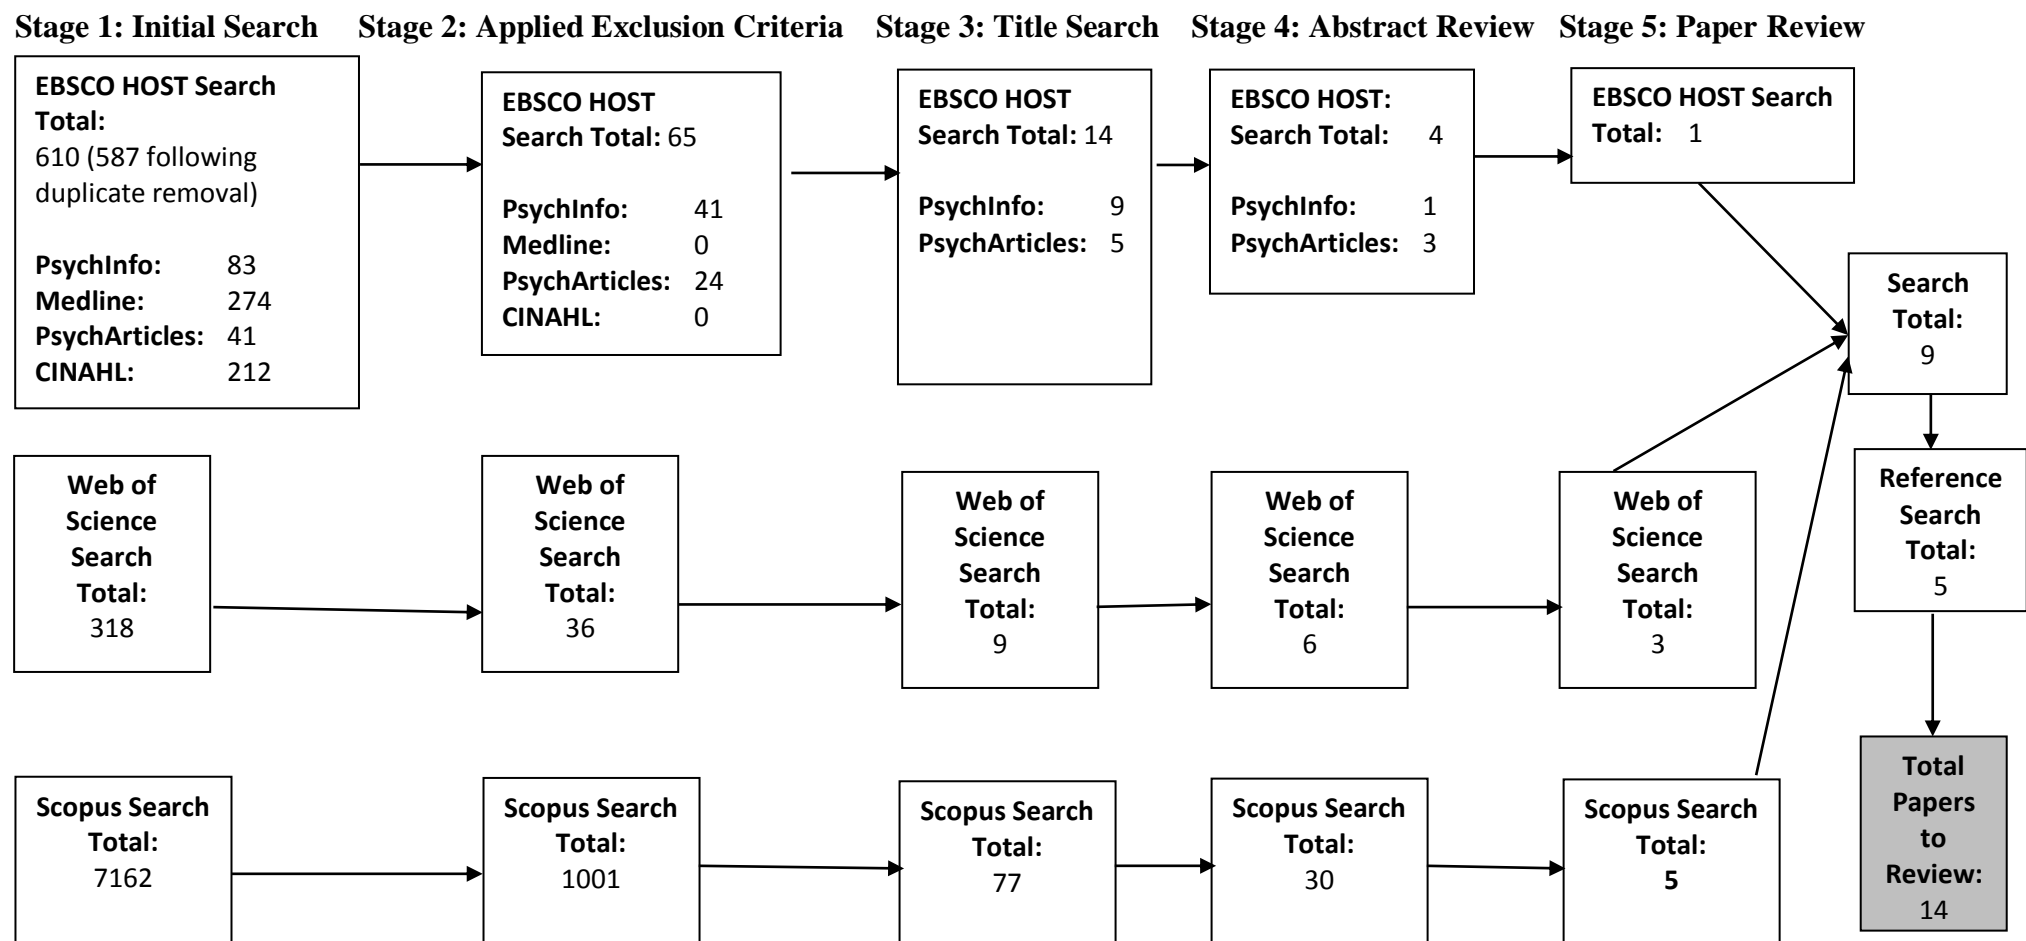 Stage 1: Initial Search
Stage 2: Applied Exclusion Criteria
Stage 3: Title Search
Stage 4: Abstract Review
Stage 5: Paper Review
EBSCO HOST Search
Total:
610 (587 following
duplicate removal)
PsychInfo: 83
Medline: 274
PsychArticles: 41
CINAHL: 212
EBSCO HOST
Search Total: 65
PsychInfo: 41
Medline: 0
PsychArticles: 24
CINAHL: 0
EBSCO HOST
Search Total: 14
PsychInfo: 9
PsychArticles: 5
EBSCO HOST:
Search Total: 4
PsychInfo: 1
PsychArticles: 3
EBSCO HOST Search
Total: 1
Search
Total:
9
Web of
Science
Search
Total:
318
Web of
Science
Search
Total:
36
Web of
Science
Search
Total:
9
Web of
Science
Search
Total:
6
Web of
Science
Search
Total:
3
Reference
Search
Total:
5
Scopus Search
Total:
7162
Scopus Search
Total:
1001
Scopus Search
Total:
77
Scopus Search
Total:
30
Scopus Search
Total:
5
Total
Papers
to
Review:
14